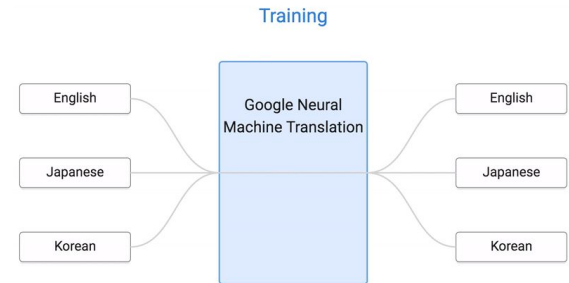 Training
Google Neural
Machine Translation
English
Japanese
Korean
English
Japanese
Korean